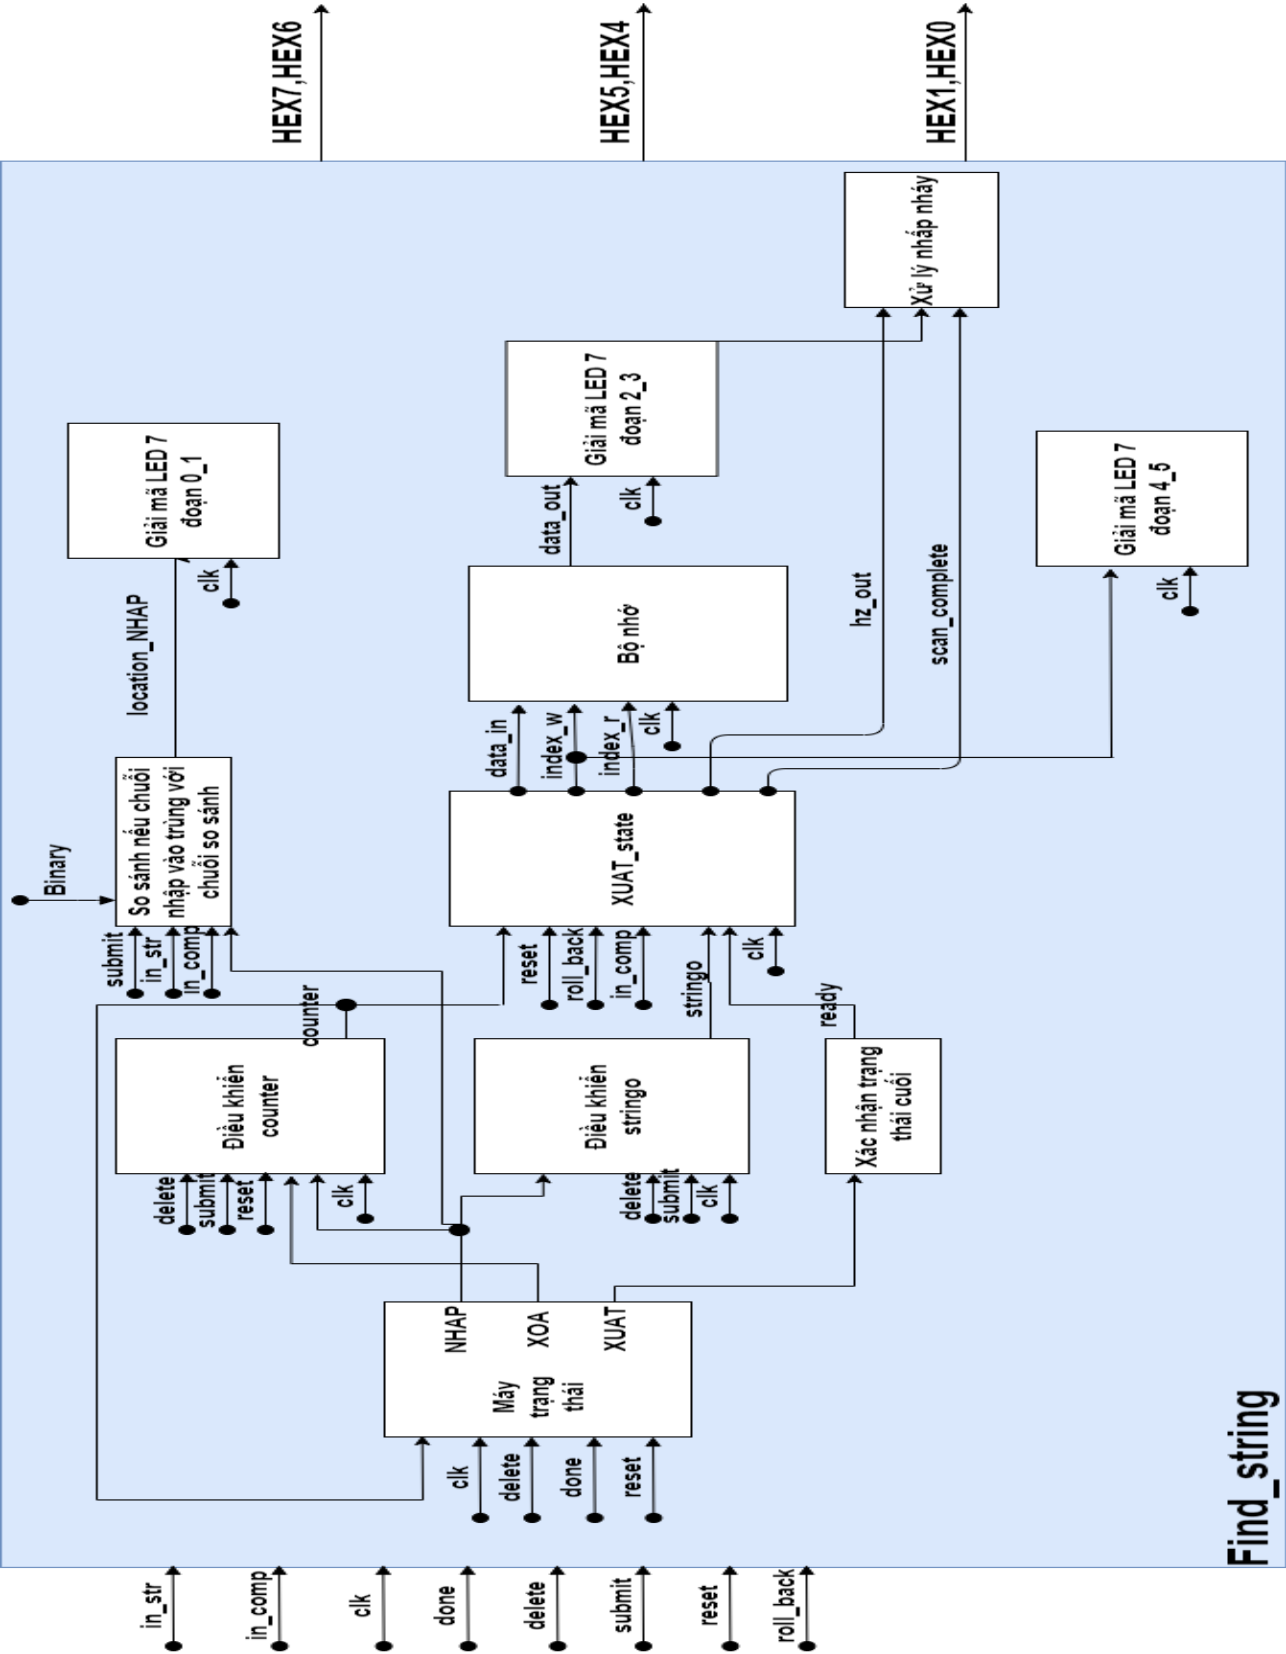 in_str
in_comp
clk
done
delete
submit
reset
roll_back
Find_string
clk
delete
done
reset
Máy
trạng
thái
NHAP
XOA
XUAT
delete
submit
reset
clk
Điều khiển
counter
counter
delete
submit
clk
Điều khiển
stringo
stringo
Xác nhận trạng
thái cuối
ready
submit
in_str
in_comp
Binary
So sánh nếu chuỗi
nhập vào trùng với
chuỗi so sánh
location_NHAP
clk
Giải mã LED 7
đoạn 0_1
reset
roll_back
in_comp
clk
XUAT_state
data_in
index_w
index_r
clk
Bộ nhớ
data_out
clk
Giải mã LED 7
đoạn 2_3
hz_out
scan_complete
clk
Giải mã LED 7
đoạn 4_5
Xử lý nhấp nháy
HEX7,HEX6
HEX5,HEX4
HEX1,HEX0